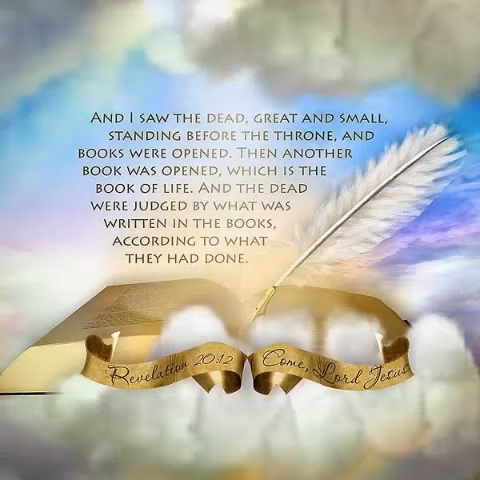 And I saw the dead, great and small,
standing before the throne, and
books were opened. Then another
book was opened, which is the
book of life. And the dead
were judged by what was
written in the books,
according to what
they had done.
Revelation 20:12
Come, Lord Jesus